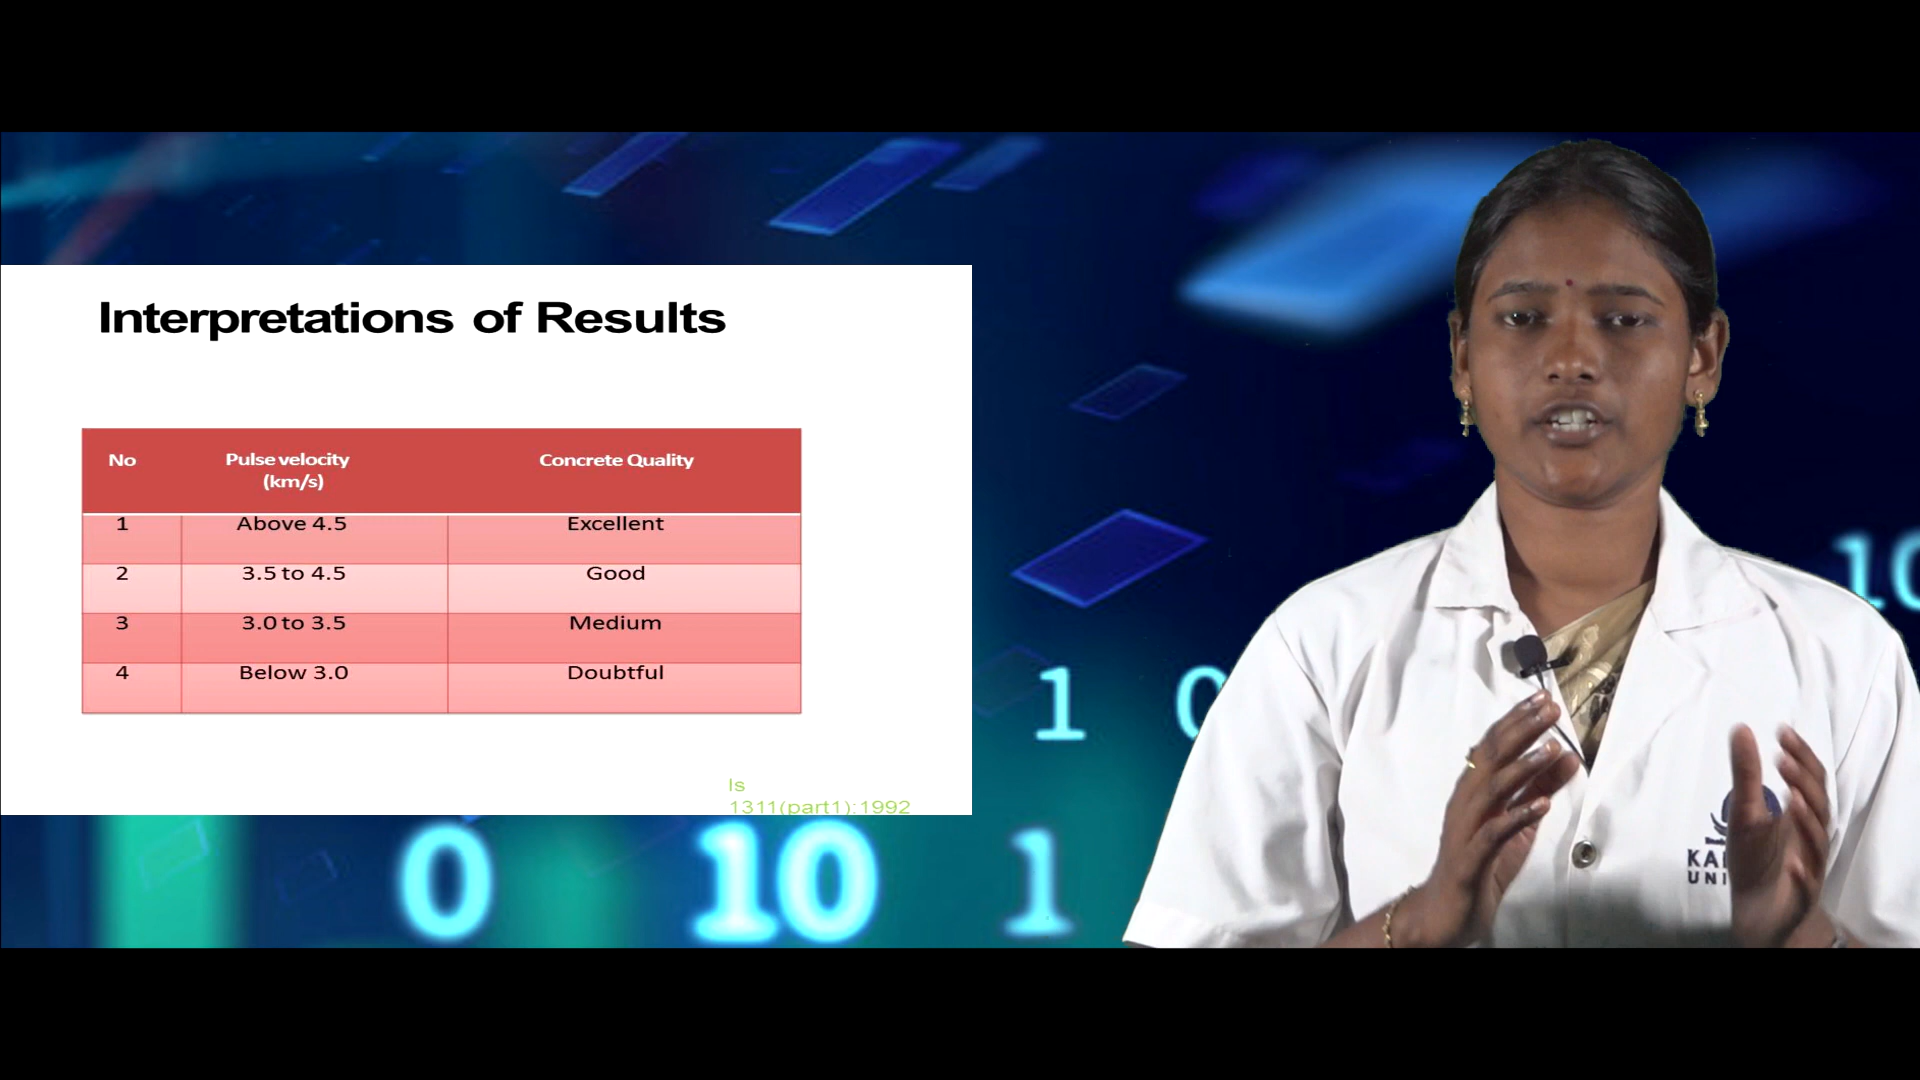 Interpretations of Results
No Pulse velocity Concrete Quality
(km/s)
1 Above 4.5 Excellent
2 3.5 to 4.5 Good
3 3.0 to 3.5 Medium
4 Below 3.0 Doubtful
Is
1311(part1):1992
10
1 0
0 10 1